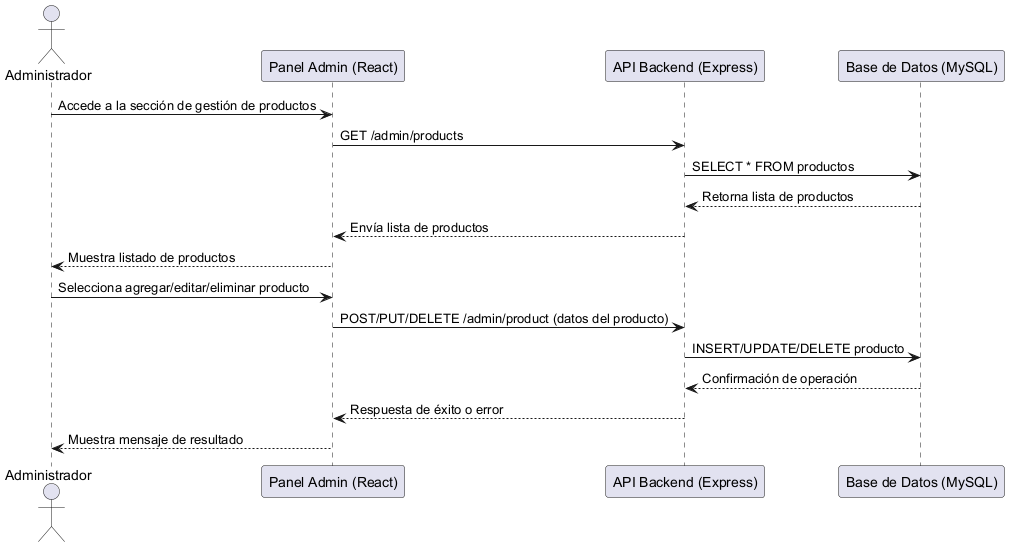 Administrador
Panel Admin (React)
API Backend (Express)
Base de Datos (MySQL)
Accede a la sección de gestión de productos
GET /admin/products
SELECT * FROM productos
Retorna lista de productos
Envía lista de productos
Muestra listado de productos
Selecciona agregar/editar/eliminar producto
POST/PUT/DELETE /admin/product (datos del producto)
INSERT/UPDATE/DELETE producto
Confirmación de operación
Respuesta de éxito o error
Muestra mensaje de resultado
Administrador
Panel Admin (React)
API Backend (Express)
Base de Datos (MySQL)